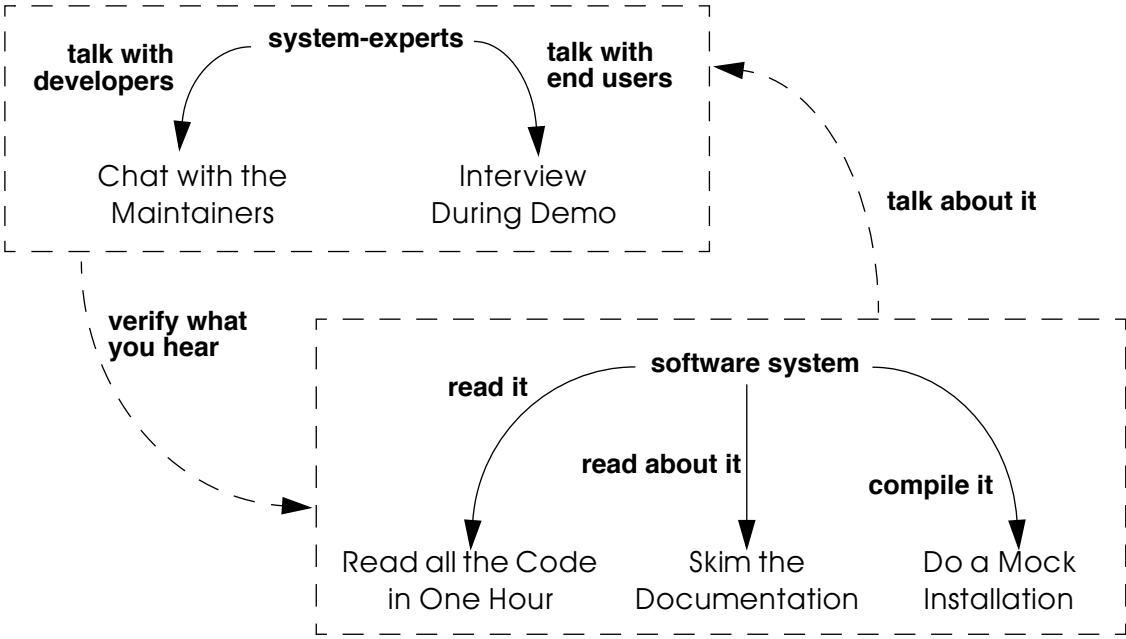 system-experts
talk with
developers
talk with
end users
Chat with the
Maintainers
Interview
During Demo
talk about it
verify what
you hear
software system
read it
read about it
compile it
Read all the Code
in One Hour
Skim the
Documentation
Do a Mock
Installation